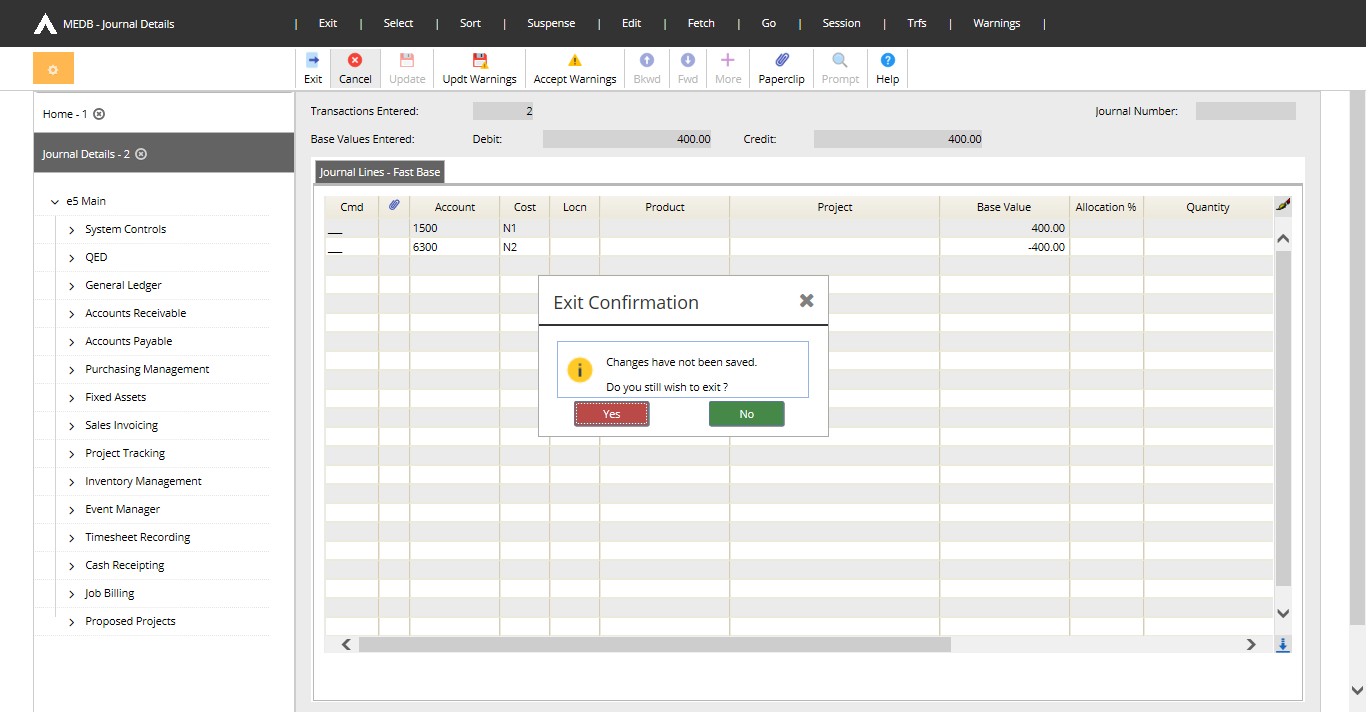 MEDB - Journal Details | Exit | Select | Sort | Suspense | Edit | Fetch | Go | Session | Trfs | Warnings |
Exit Cancel Update Updt Warnings Accept Warnings Bkwd Fwd More Paperclip Prompt Help
Home - 1
Journal Details - 2
e5 Main
System Controls
QED
General Ledger
Accounts Receivable
Accounts Payable
Purchasing Management
Fixed Assets
Sales Invoicing
Project Tracking
Inventory Management
Event Manager
Timesheet Recording
Cash Receipting
Job Billing
Proposed Projects
Transactions Entered: 2 Journal Number:
Base Values Entered: Debit: 400.00 Credit: 400.00
Journal Lines - Fast Base
Cmd Account Cost Locn Product Project Base Value Allocation % Quantity
__ 1500 N1 400.00
__ 6300 N2 -400.00
Exit Confirmation
Changes have not been saved.
Do you still wish to exit ?
Yes No